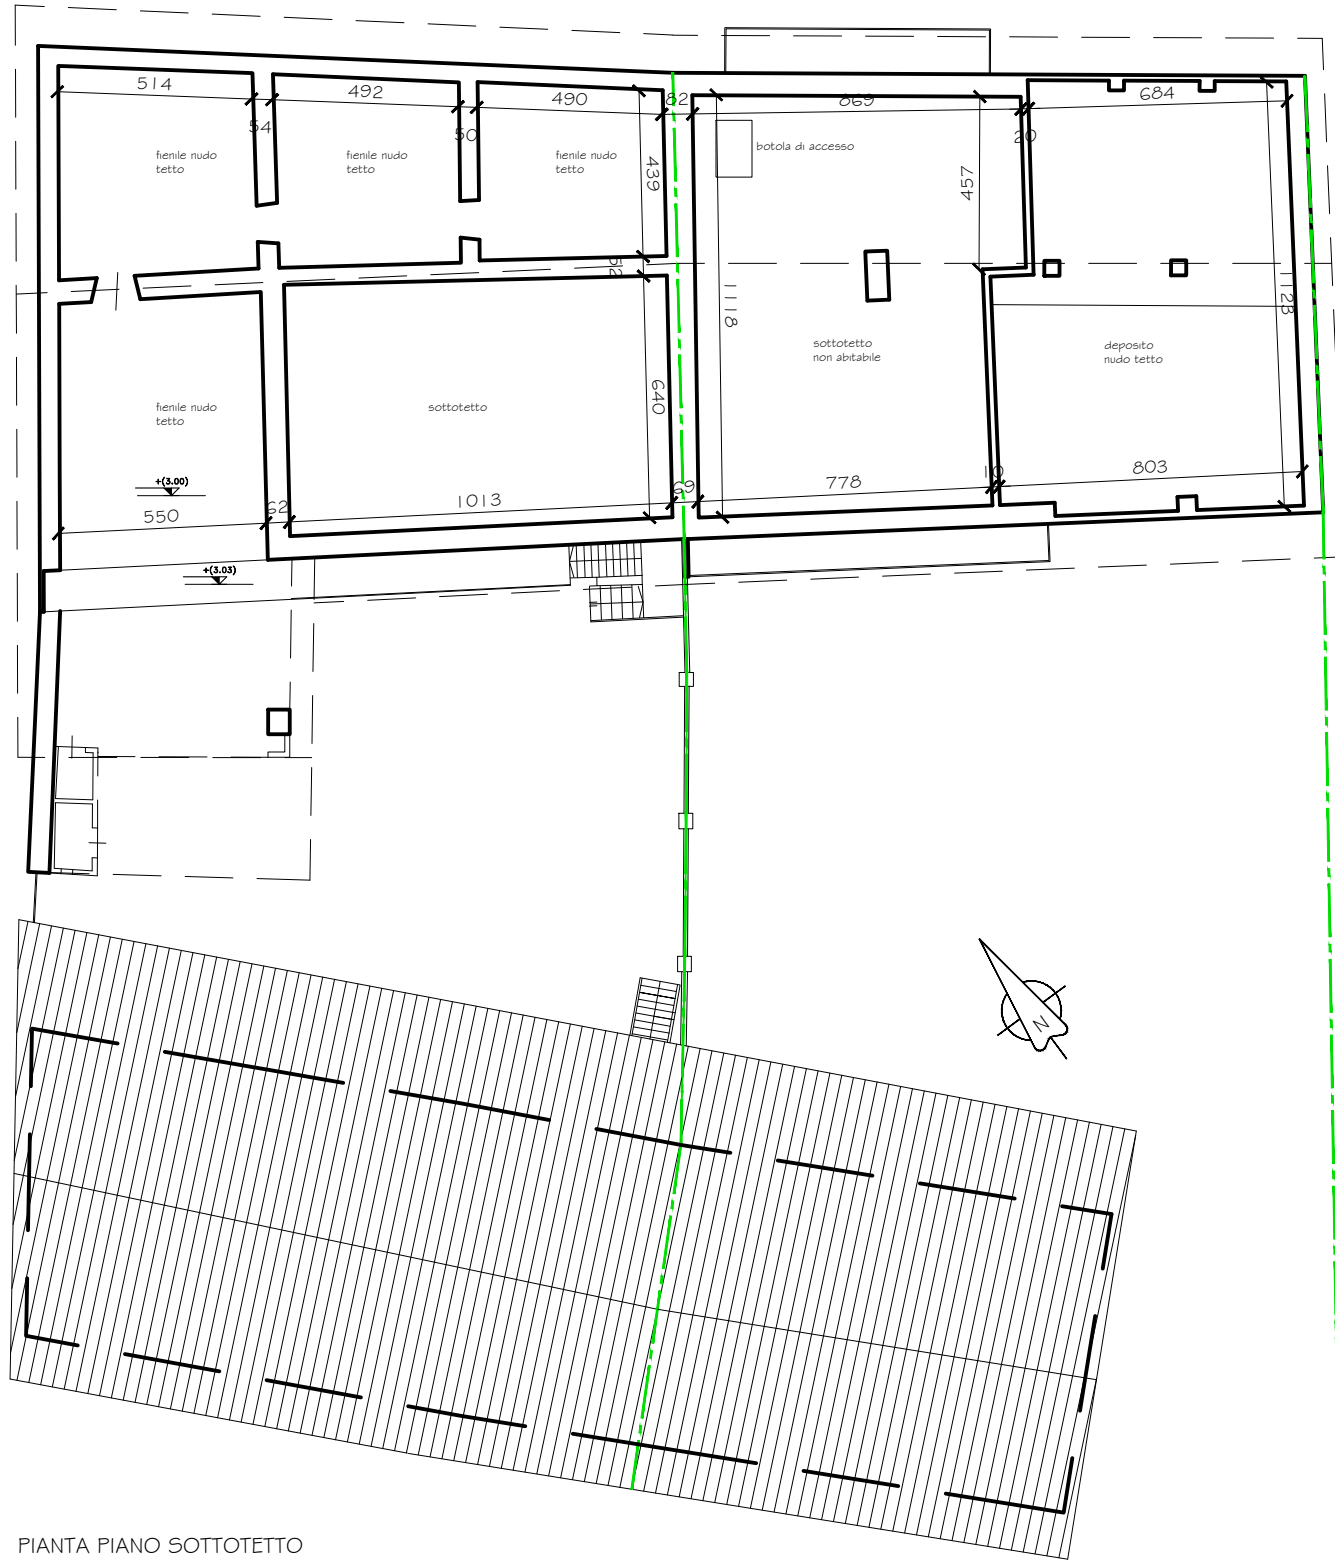 514
492
490
82
869
684
54
50
20
fienile nudo
tetto
fienile nudo
tetto
fienile nudo
tetto
botola di accesso
439
457
52
1118
1123
sottotetto
non abitabile
deposito
nudo tetto
fienile nudo
tetto
sottotetto
640
+(3.00)
550
62
1013
69
778
10
803
+(3.03)
N
PIANTA PIANO SOTTOTETTO